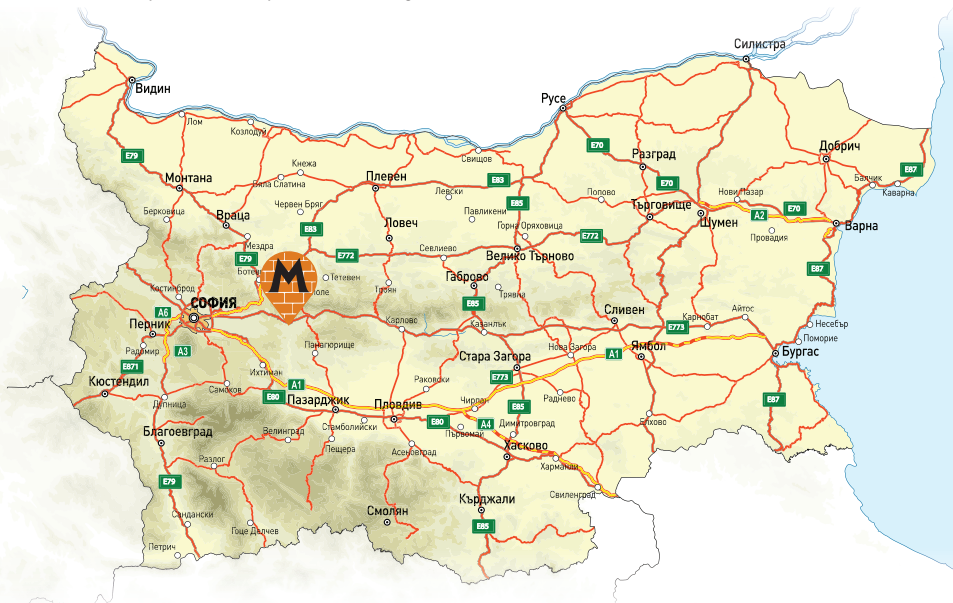 Силистра
Видин
Русе
Лом
Козлодуй
E79
E70
Добрич
Свищов
Разград
Кнежа
E87
Монтана
Бяла Слатина
Плевен
E83
E70
Балчик
Каварна
Левски
Попово
Нови Пазар
Червен Бряг
E85
Търговище
E70
Берковица
Враца
Павликени
A2
Ловеч
Шумен
Варна
E83
Горна Оряховица
E772
Провадия
Мездра
Севлиево
Велико Търново
E79
E772
E87
Ботевг
M
Тетевен
Габрово
Костинброд
Троян
Трявна
СОФИЯ
E85
A6
Сливен
Айтос
Карнобат
Несебър
Перник
Карлово
Казанлък
E773
Поморие
Радомир
A3
Панагюрище
Нова Загора
Ямбол
Бургас
Стара Загора
A1
E871
Ихтиман
Кюстендил
Самоков
A1
Раковски
E773
E80
Пазарджик
Чирпан
Раднево
E87
Дупница
Пловдив
E85
Благоевград
Велинград
Стамболийски
E80
A4
Димитровград
Елхово
Първомай
Пещера
Асеновград
Хасково
Разлог
Харманли
E79
Свиленград
Кърджали
Сандански
Смолян
Гоце Делчев
E85
Петрич